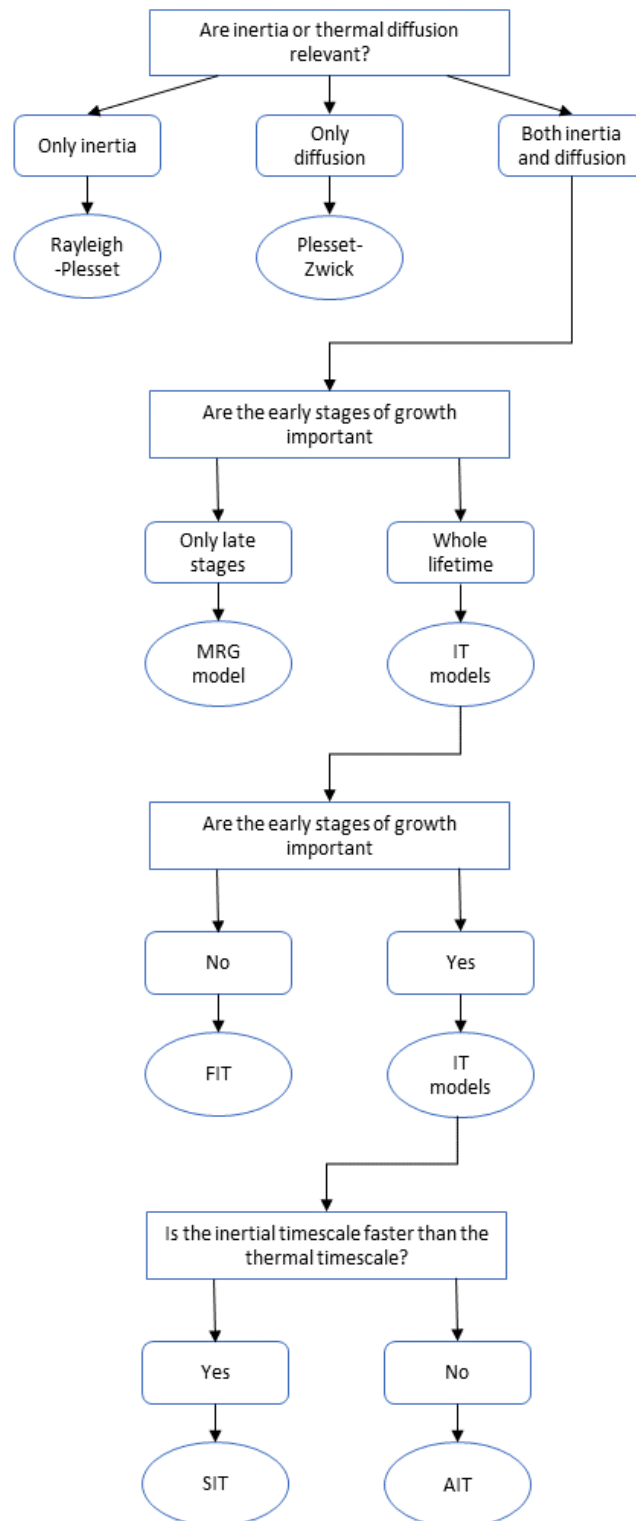 Are inertia or thermal diffusion
relevant?
Only inertia
Only
diffusion
Both inertia
and diffusion
Rayleigh
-Plesset
Plesset-
Zwick
Are the early stages of growth
important
Only late
stages
Whole
lifetime
MRG
model
IT
models
Are the early stages of growth
important
No
Yes
FIT
IT
models
Is the inertial timescale faster than the
thermal timescale?
Yes
No
SIT
AIT